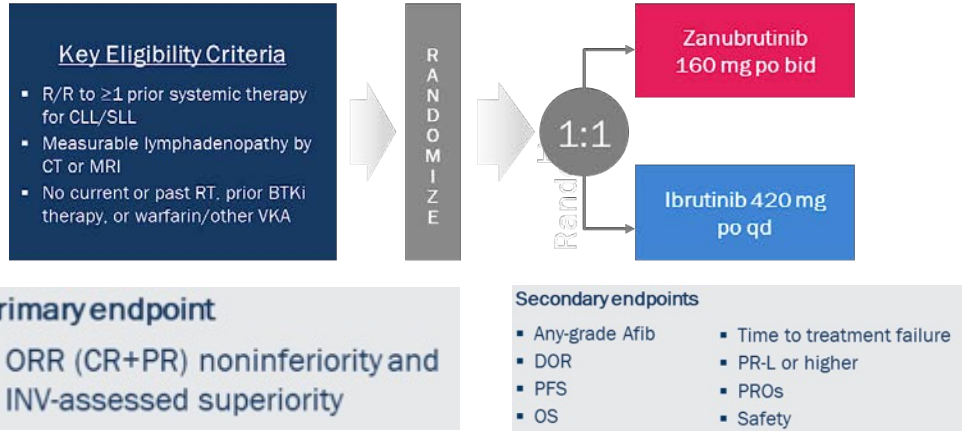 Key Eligibility Criteria
▪ R/R to ≥1 prior systemic therapy
for CLL/SLL
▪ Measurable lymphadenopathy by
CT or MRI
▪ No current or past RT, prior BTKi
therapy, or warfarin/other VKA
RANDOMIZE
1:1
Rand
Zanubrutinib
160 mg po bid
Ibrutinib 420 mg
po qd
rimary endpoint
ORR (CR+PR) noninferiority and
INV-assessed superiority
Secondary endpoints
▪ Any-grade Afib
▪ DOR
▪ PFS
▪ OS
▪ Time to treatment failure
▪ PR-L or higher
▪ PROs
▪ Safety